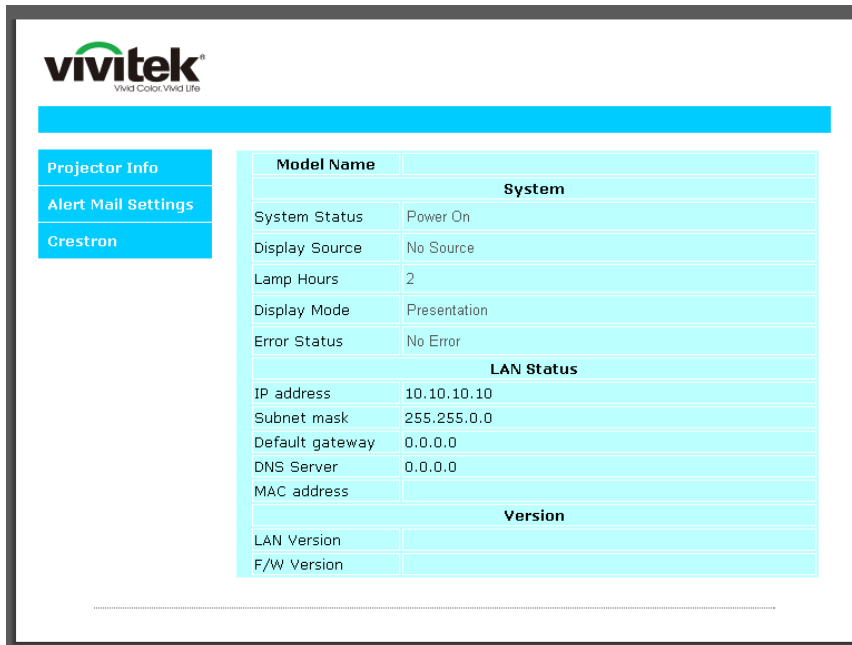 vivitek®
Vivid Color. Vivid Life
Projector Info
Alert Mail Settings
Crestron
Model Name
System
System Status Power On
Display Source No Source
Lamp Hours 2
Display Mode Presentation
Error Status No Error
LAN Status
IP address 10.10.10.10
Subnet mask 255.255.0.0
Default gateway 0.0.0.0
DNS Server 0.0.0.0
MAC address
Version
LAN Version
F/W Version